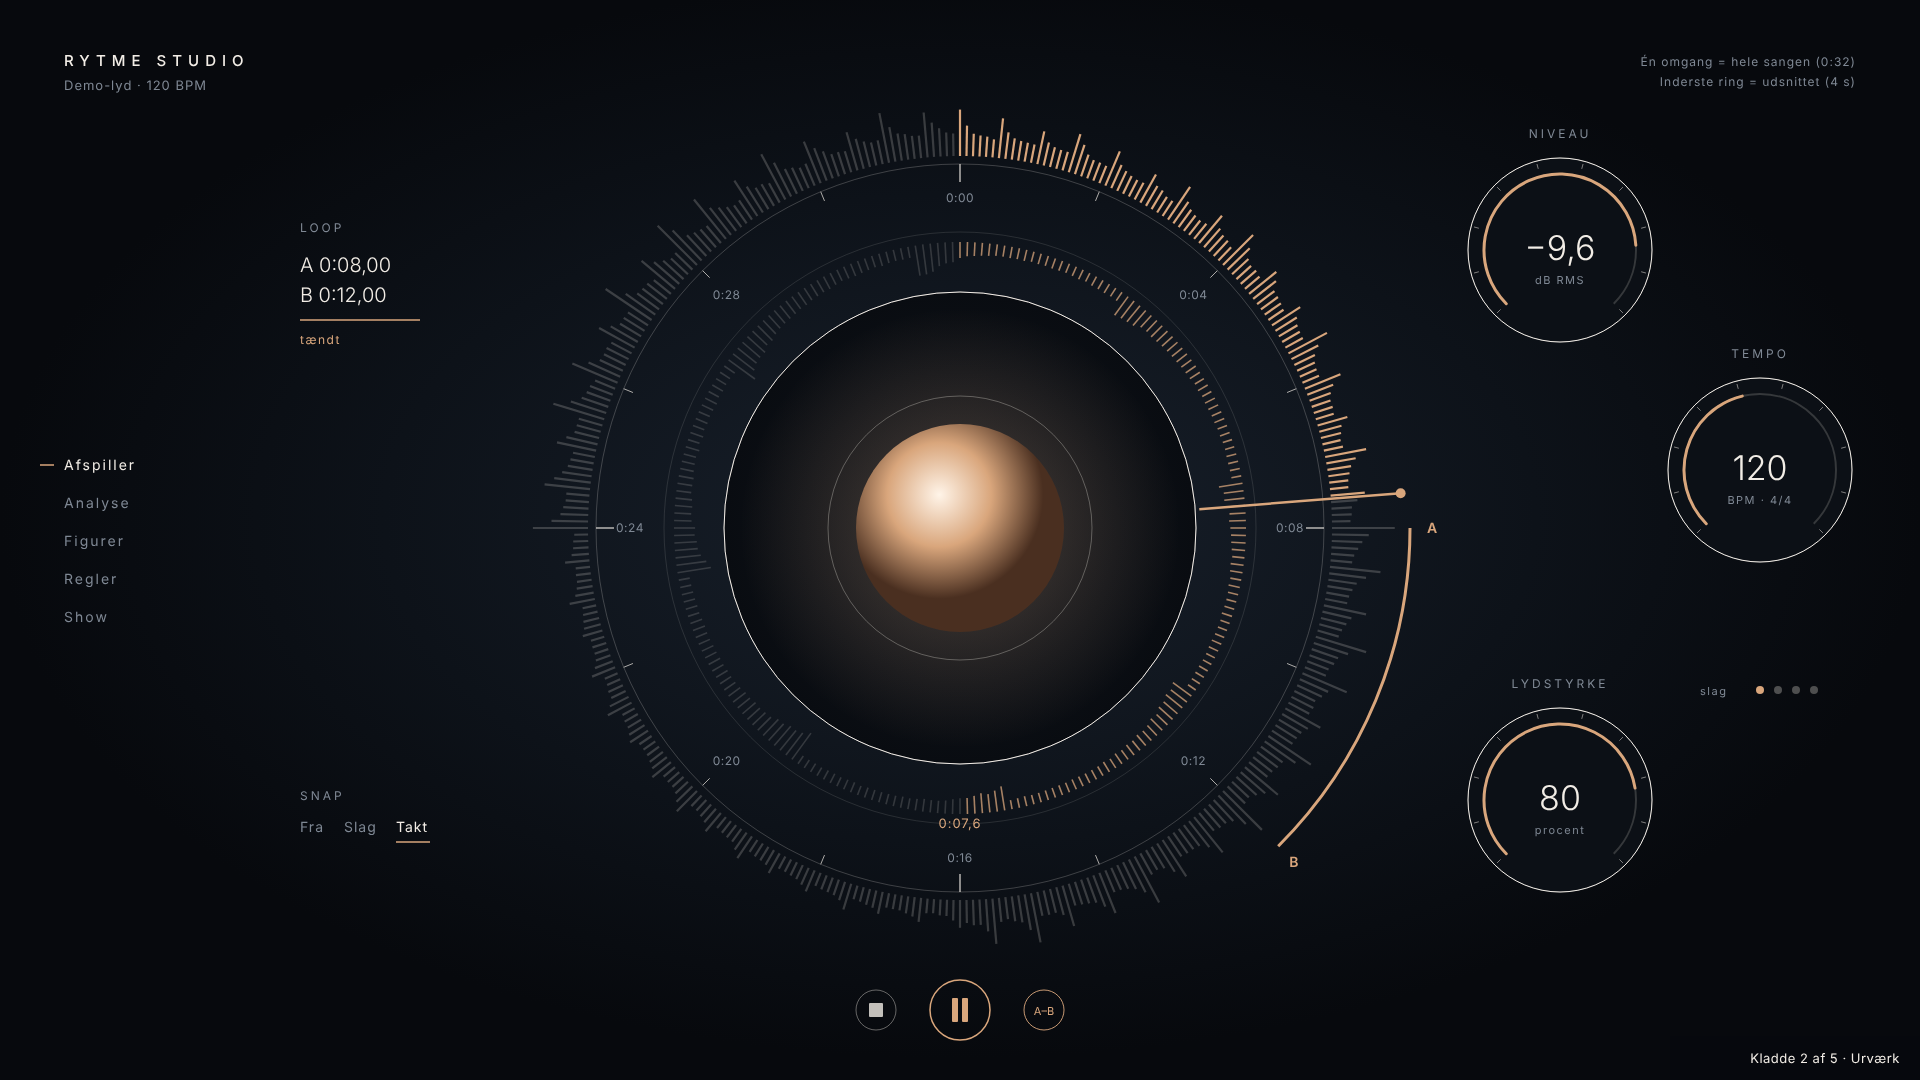 RYTME STUDIO
Demo-lyd · 120 BPM
Én omgang = hele sangen (0:32)
Inderste ring = udsnittet (4 s)
LOOP
A 0:08,00
B 0:12,00
tændt
Afspiller
Analyse
Figurer
Regler
Show
SNAP
Fra Slag Takt
0:00
0:04
0:08
0:12
0:16
0:20
0:24
0:28
0:07,6
A
B
NIVEAU
−9,6
dB RMS
TEMPO
120
BPM · 4/4
LYDSTYRKE
80
procent
slag
A–B
Kladde 2 af 5 · Urværk